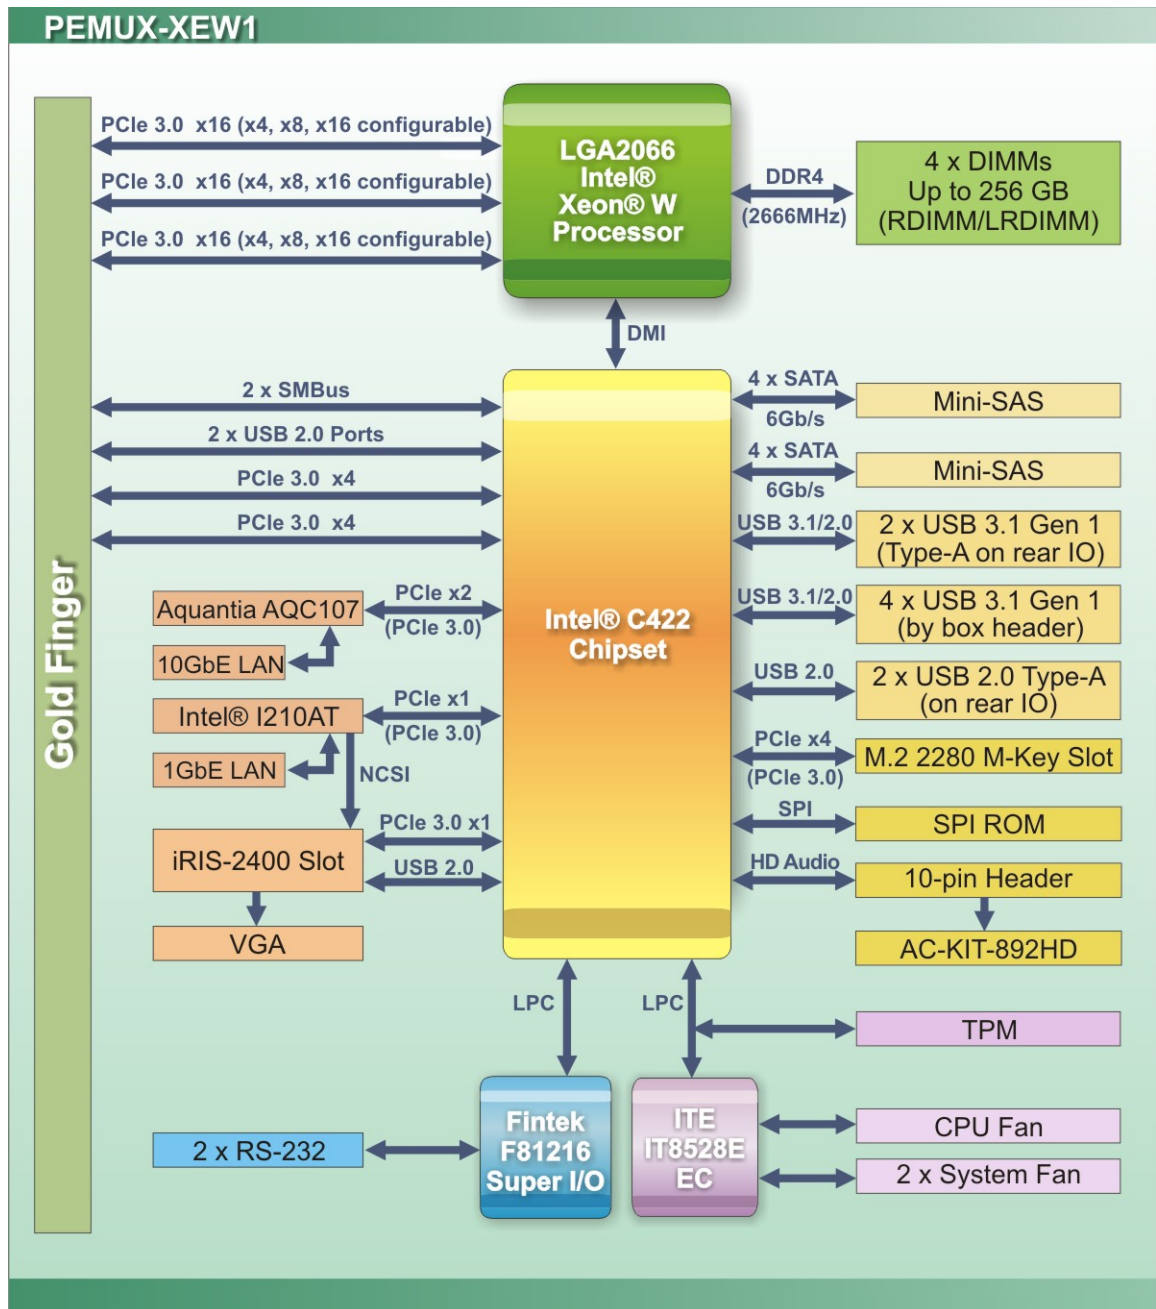 PEMUX-XEW1
Gold Finger
PCIe 3.0 x16 (x4, x8, x16 configurable)
PCIe 3.0 x16 (x4, x8, x16 configurable)
PCIe 3.0 x16 (x4, x8, x16 configurable)
LGA2066
Intel®
Xeon® W
Processor
DDR4
(2666MHz)
4 x DIMMs
Up to 256 GB
(RDIMM/LRDIMM)
DMI
2 x SMBus
2 x USB 2.0 Ports
PCIe 3.0 x4
PCIe 3.0 x4
Aquantia AQC107
PCIe x2
(PCIe 3.0)
10GbE LAN
Intel® I210AT
PCIe x1
(PCIe 3.0)
1GbE LAN
NCSI
iRIS-2400 Slot
PCIe 3.0 x1
USB 2.0
VGA
Intel® C422
Chipset
4 x SATA
6Gb/s
Mini-SAS
4 x SATA
6Gb/s
Mini-SAS
USB 3.1/2.0
2 x USB 3.1 Gen 1
(Type-A on rear IO)
USB 3.1/2.0
4 x USB 3.1 Gen 1
(by box header)
USB 2.0
2 x USB 2.0 Type-A
(on rear IO)
PCIe x4
(PCIe 3.0)
M.2 2280 M-Key Slot
SPI
SPI ROM
HD Audio
10-pin Header
AC-KIT-892HD
LPC
LPC
TPM
2 x RS-232
Fintek
F81216
Super I/O
ITE
IT8528E
EC
CPU Fan
2 x System Fan